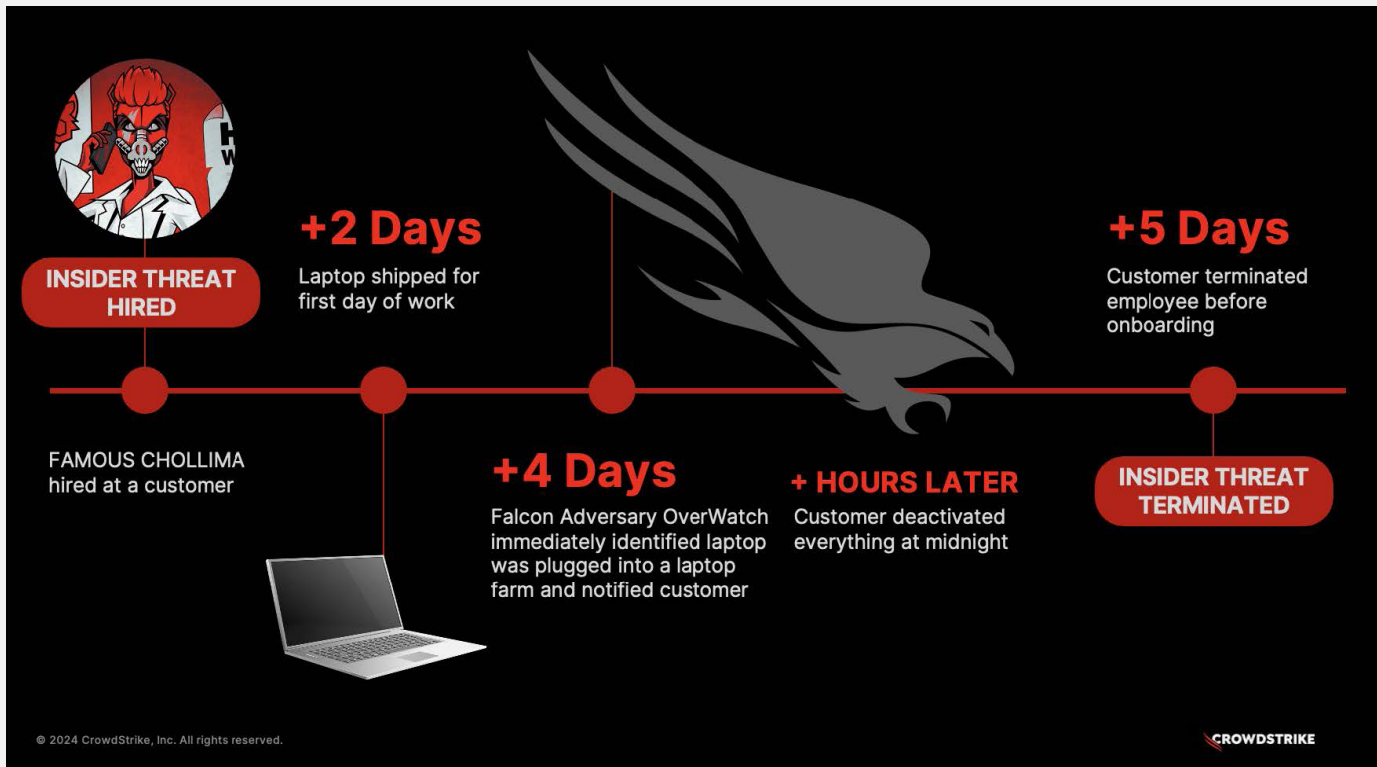 INSIDER THREAT
HIRED
FAMOUS CHOLLIMA
hired at a customer
+2 Days
Laptop shipped for
first day of work
+4 Days
Falcon Adversary OverWatch
immediately identified laptop
was plugged into a laptop
farm and notified customer
+ HOURS LATER
Customer deactivated
everything at midnight
+5 Days
Customer terminated
employee before
onboarding
INSIDER THREAT
TERMINATED
© 2024 CrowdStrike, Inc. All rights reserved.
CROWDSTRIKE